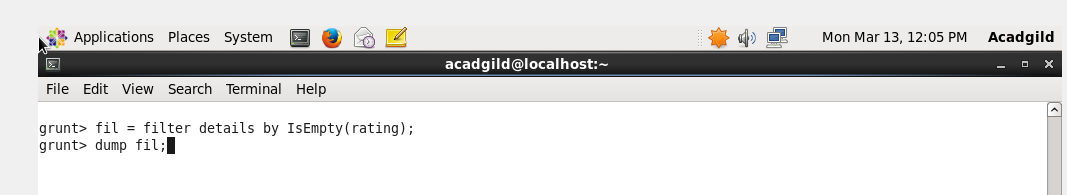 Applications Places System Mon Mar 13, 12:05 PM Acadgild
acadgild@localhost:~
File Edit View Search Terminal Help
grunt> fil = filter details by IsEmpty(rating);
grunt> dump fil;